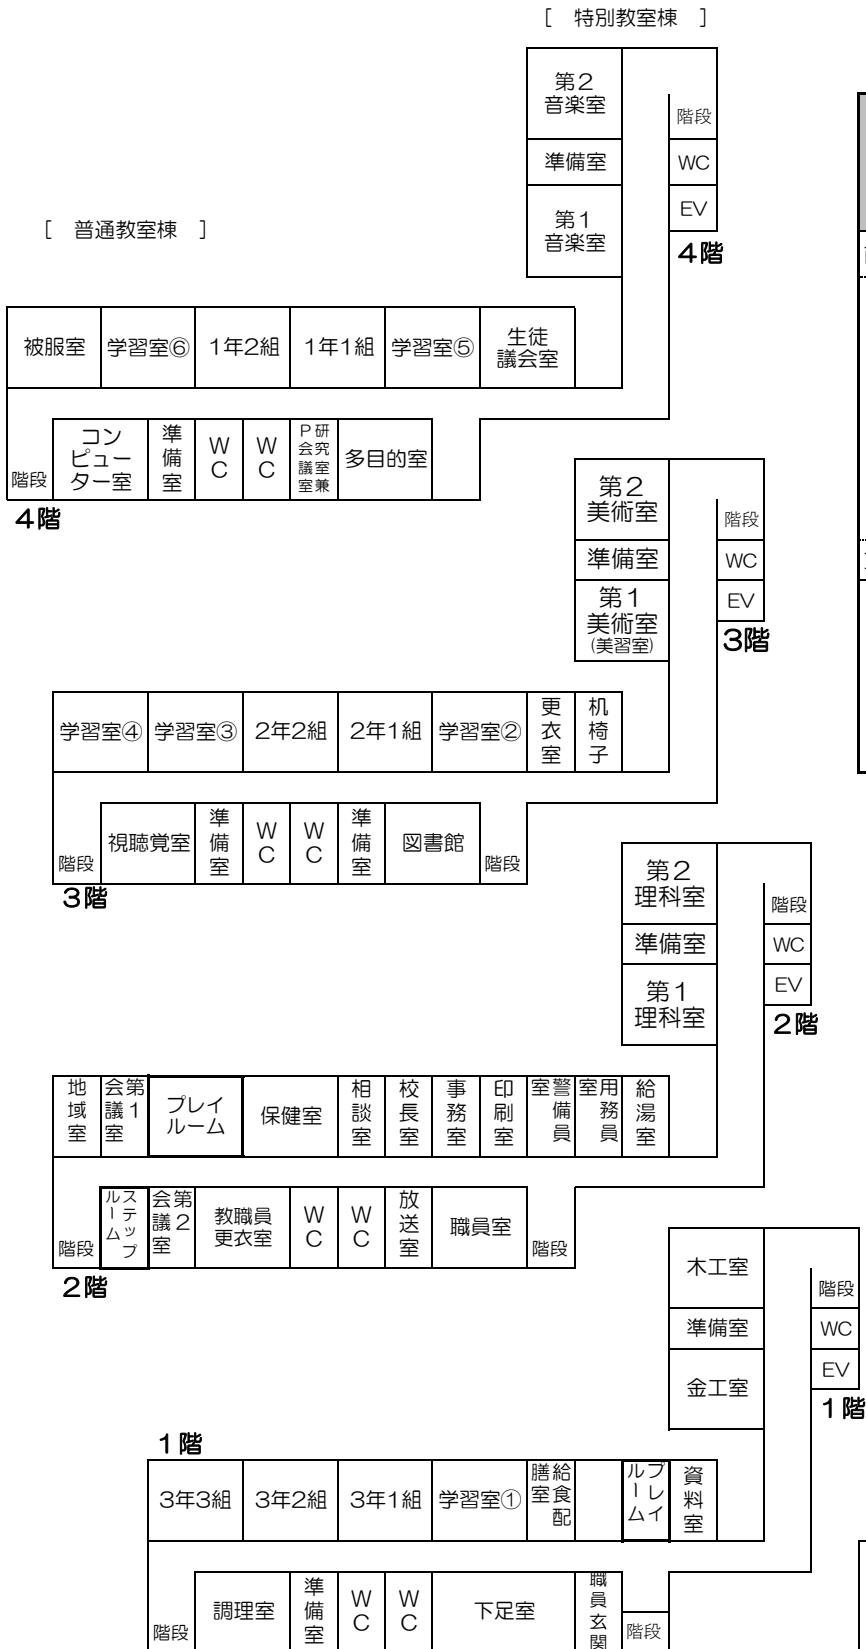 [ 特別教室棟 ]
第2
音楽室
階段
準備室
WC
第1
音楽室
EV
4階
[ 普通教室棟 ]
被服室
学習室⑥
1年2組
1年1組
学習室⑤
生徒
議会室
階段
コン
ピュー
ター室
準備室
WC
WC
研究室兼
P会議室
多目的室
4階
第2
美術室
階段
準備室
WC
第1
美術室
(美習室)
EV
3階
学習室④
学習室③
2年2組
2年1組
学習室②
更衣室
机椅子
階段
視聴覚室
準備室
WC
WC
準備室
図書館
階段
3階
第2
理科室
階段
準備室
WC
第1
理科室
EV
2階
地域室
第1
会議室
プレイ
ルーム
保健室
相談室
校長室
事務室
印刷室
警備員
室
用務員
室
給湯室
階段
ステップ
ルーム
第2
会議室
教職員
更衣室
WC
WC
放送室
職員室
階段
2階
木工室
階段
準備室
WC
金工室
EV
1階
1階
3年3組
3年2組
3年1組
学習室①
給食配
膳室
プレイ
ルーム
資料室
階段
調理室
準備室
WC
WC
下足室
職員玄関
階段